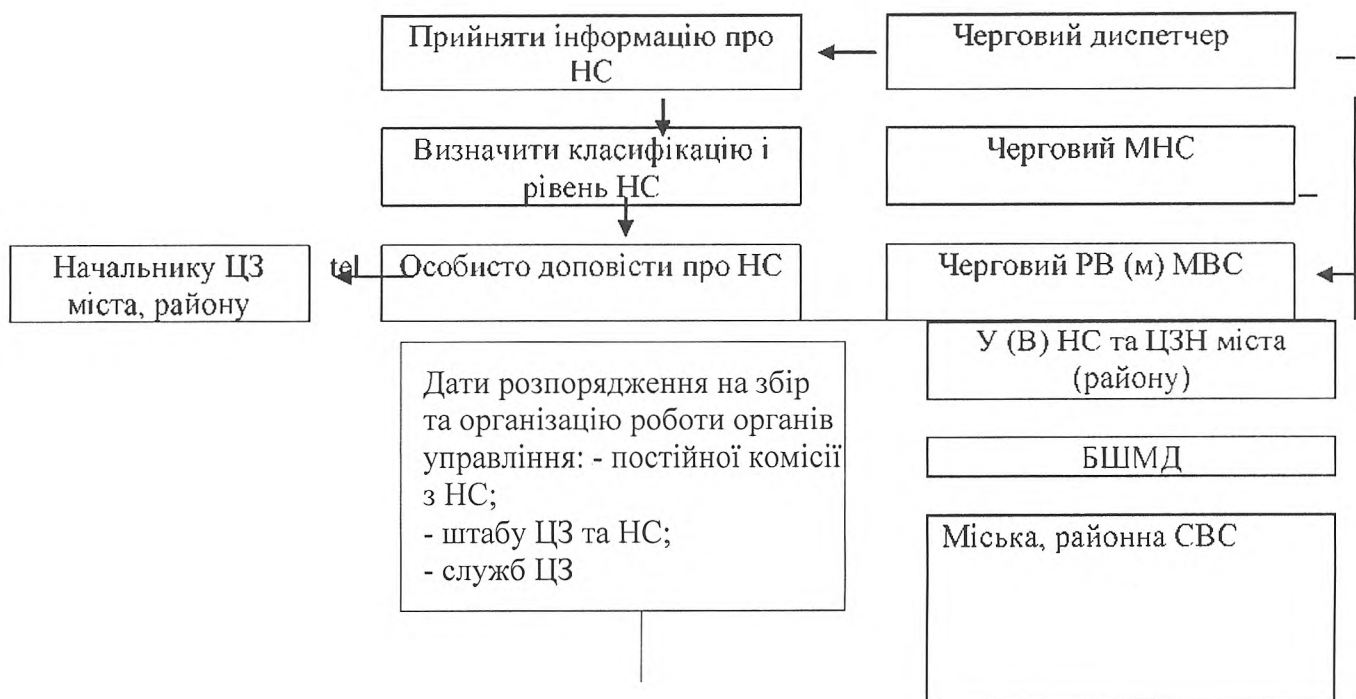 Прийняти інформацію про
НС
Черговий диспетчер
Визначити класифікацію і
рівень НС
Черговий МНС
Начальнику ЦЗ
міста, району
tel
Особисто доповісти про НС
Черговий РВ (м) МВС
У (В) НС та ЦЗН міста
(району)
Дати розпорядження на збір
та організацію роботи органів
управління: - постійної комісії
з НС;
- штабу ЦЗ та НС;
- служб ЦЗ
БШМД
Міська, районна СВС